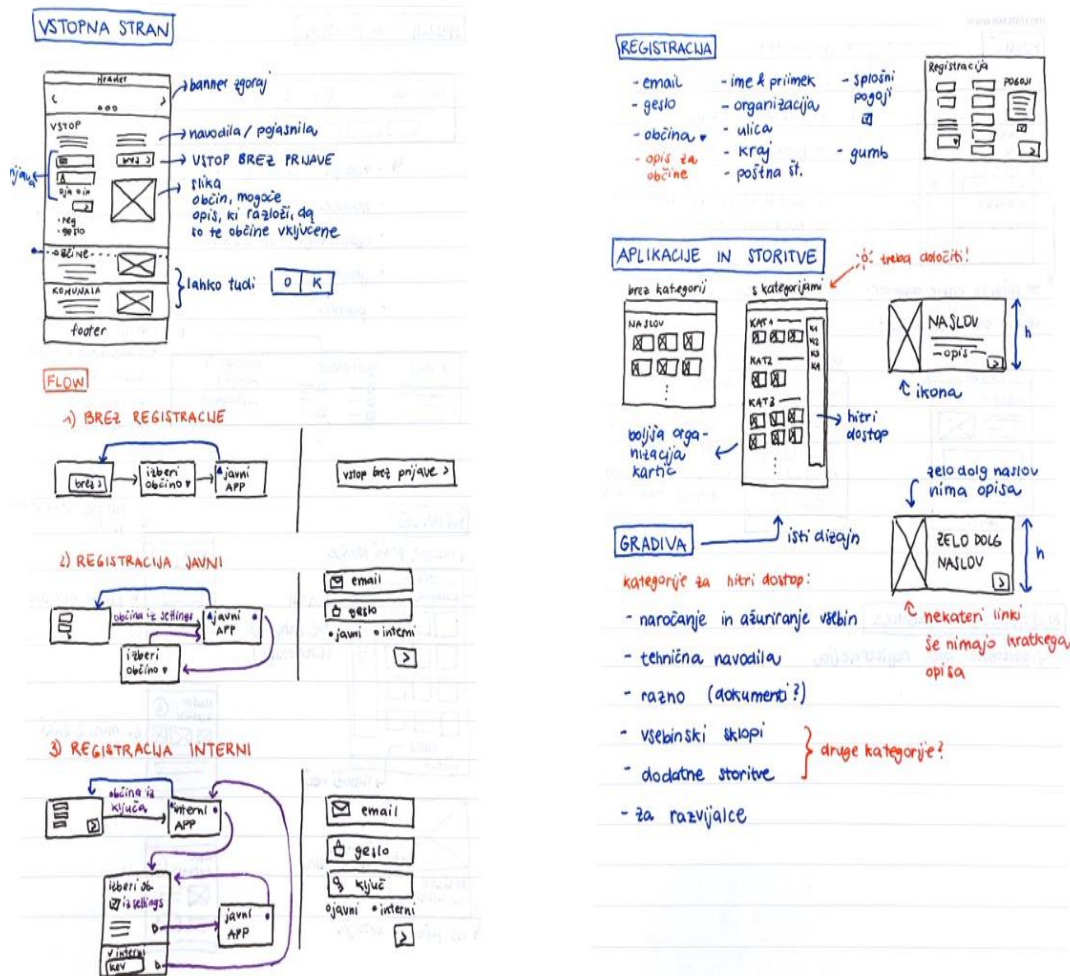 VSTOPNA STRAN
Header
banner zgoraj
VSTOP
navodila / pojasnila
brez >
VSTOP BREZ PRIJAVE
slika
občin, mogoče
opis, ki razloži, da
so te občine vključene
• reg
• geslo
OBČINE
KOMUNALA
lahko tudi
O K
footer
FLOW
1) BREZ REGISTRACIJE
brez >
izberi
občino
javni
APP
vstop brez prijave >
2) REGISTRACIJA JAVNI
občina iz settings
javni
APP
izberi
občino
email
geslo
javni interni
3) REGISTRACIJA INTERNI
občina iz
ključa
interni
APP
izberi ob.
iz settings
javni
APP
interni
key
email
geslo
ključ
javni interni
REGISTRACIJA
- email
- geslo
- občina
- opis za
občine
- ime & priimek
- organizacija
- ulica
- kraj
- poštna št.
- splošni
pogoji
- gumb
Registracija
POGOJI
APLIKACIJE IN STORITVE
treba določiti!
brez kategorij
s kategorijami
NASLOV
KAT1
KAT2
KAT3
K1
K2
K3
K4
NASLOV
opis
h
ikona
hitri
dostop
boljša orga-
nizacija
kartic
zelo dolg naslov
nima opisa
ZELO DOLG
NASLOV
h
GRADIVA
isti dizajn
nekateri linki
še nimajo kratkega
opisa
kategorije za hitri dostop:
- naročanje in ažuriranje vsebin
- tehnična navodila
- razno (dokumenti?)
- vsebinski sklopi
- dodatne storitve
druge kategorije?
- za razvijalce